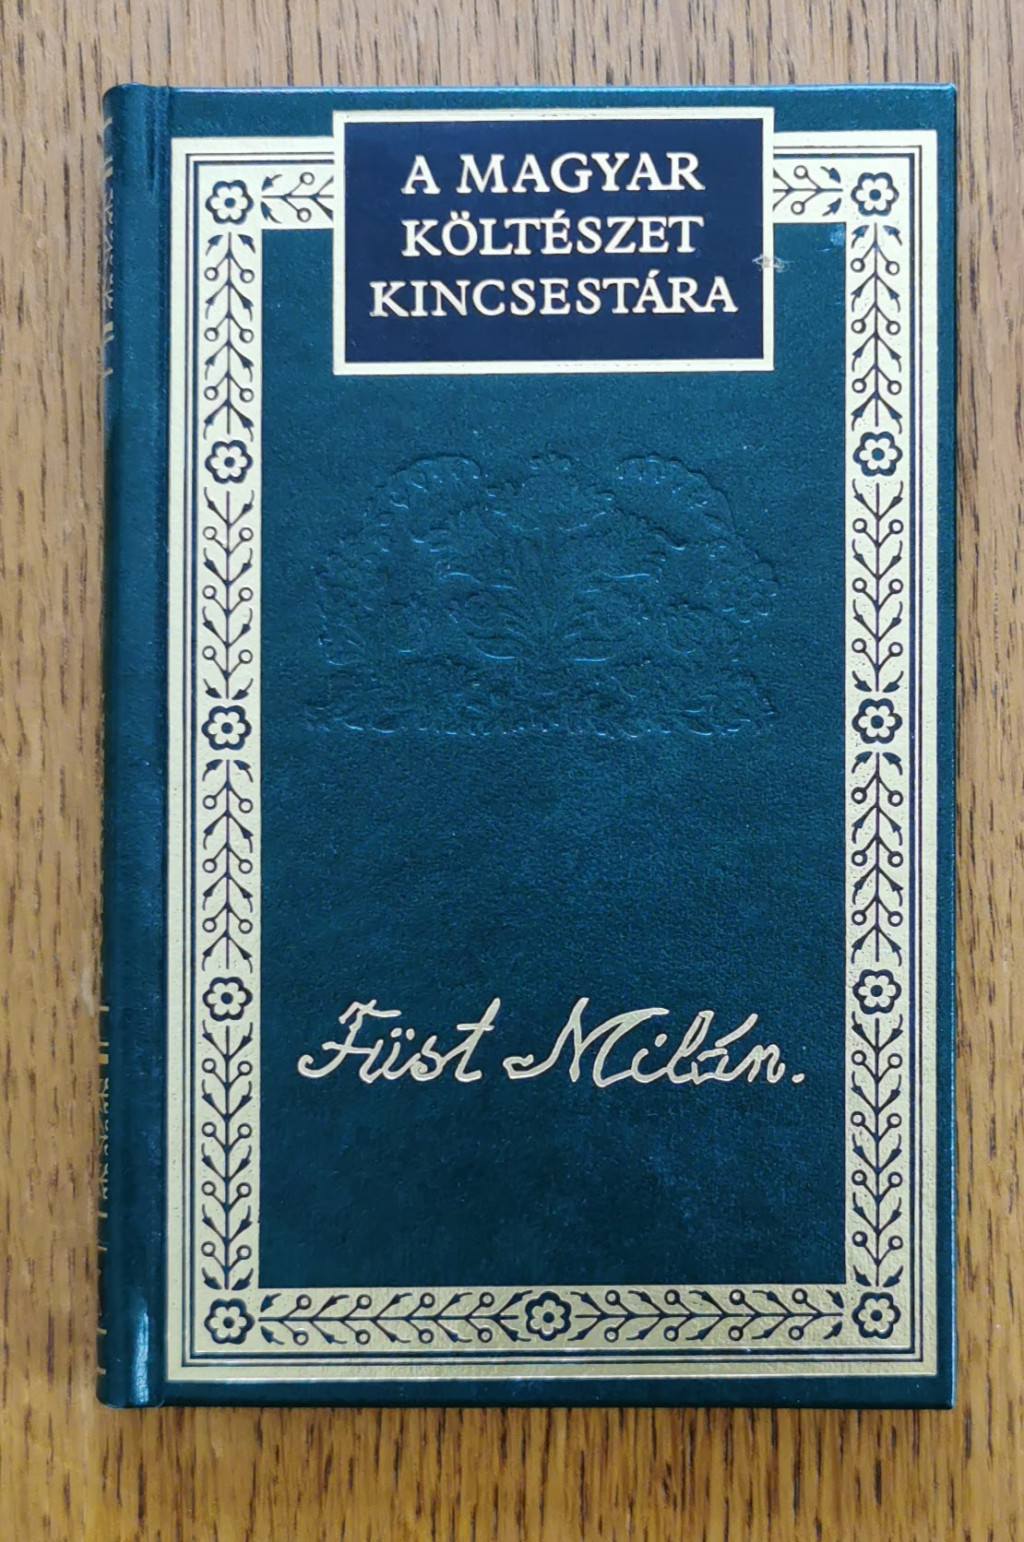 A MAGYAR
KÖLTÉSZET
KINCSESTÁRA
Füst Milán.